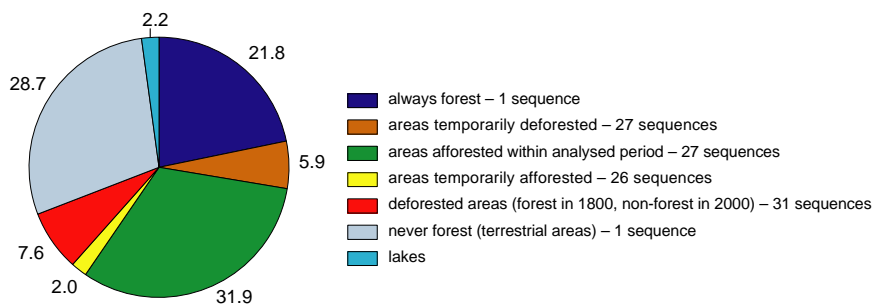 2.2
21.8
28.7
5.9
7.6
2.0
31.9
always forest – 1 sequence
areas temporarily deforested – 27 sequences
areas afforested within analysed period – 27 sequences
areas temporarily afforested – 26 sequences
deforested areas (forest in 1800, non-forest in 2000) – 31 sequences
never forest (terrestrial areas) – 1 sequence
lakes